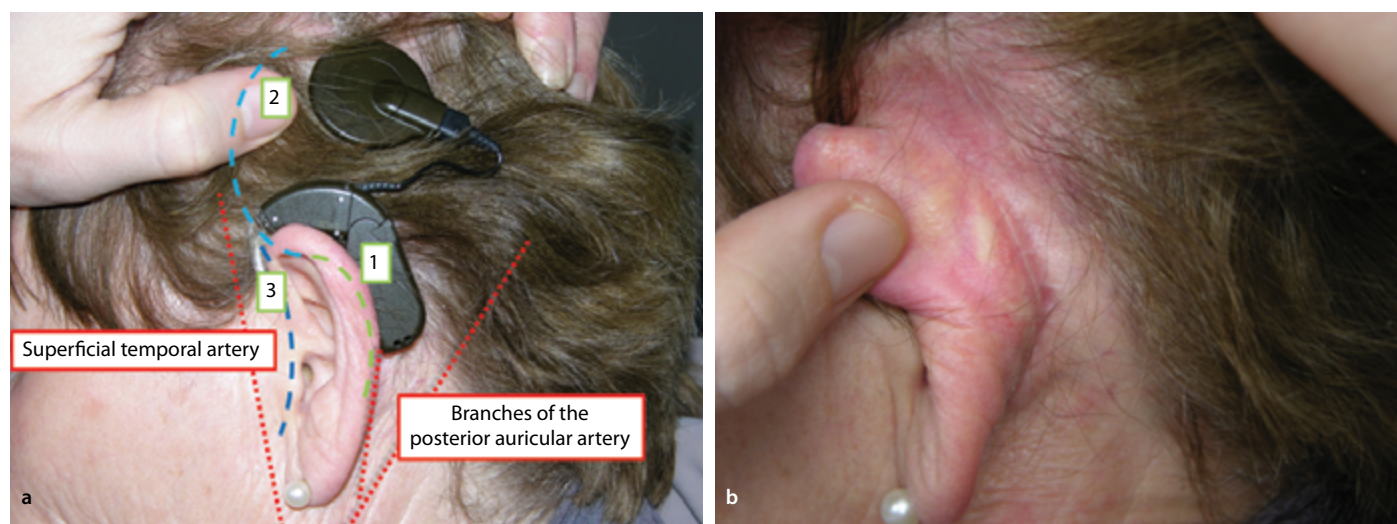 2
1
3
Superficial temporal artery
Branches of the
posterior auricular artery
a
b